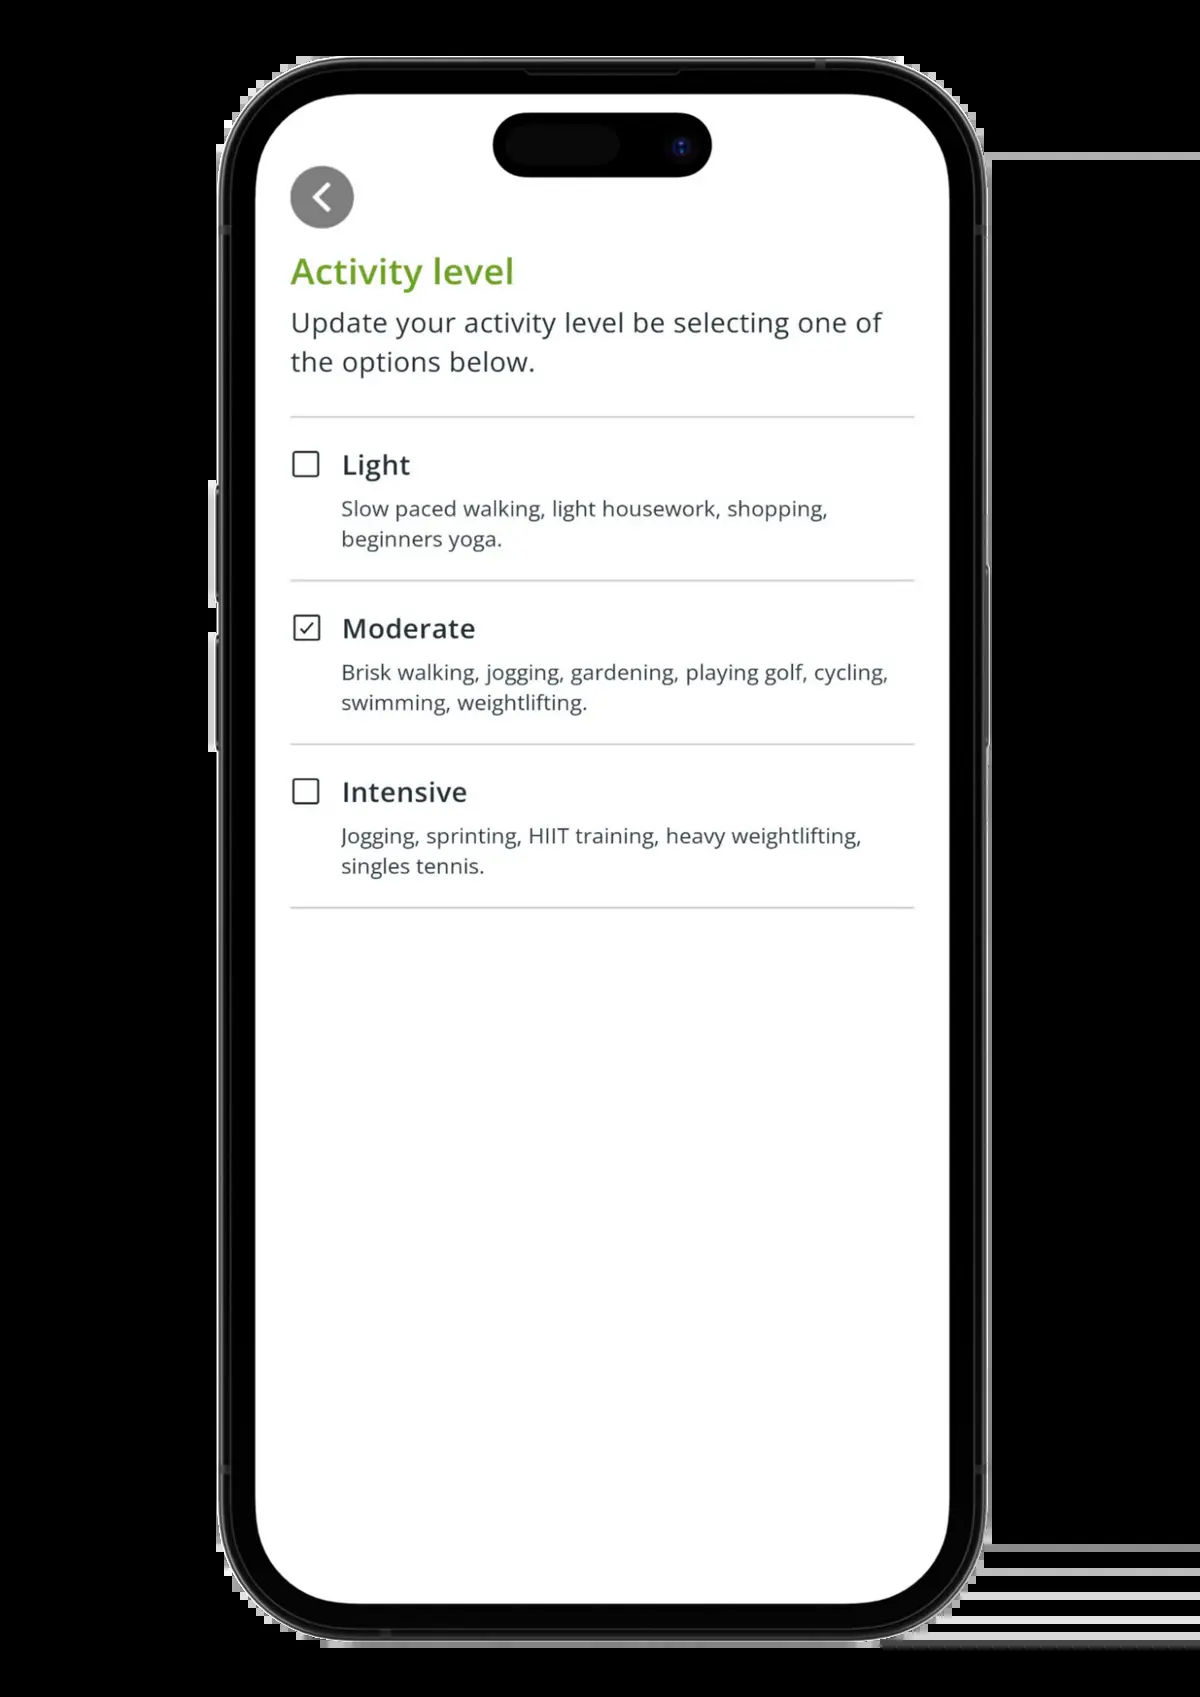 Activity level
Update your activity level be selecting one of
the options below.
Light
Slow paced walking, light housework, shopping,
beginners yoga.
Moderate
Brisk walking, jogging, gardening, playing golf, cycling,
swimming, weightlifting.
Intensive
Jogging, sprinting, HIIT training, heavy weightlifting,
singles tennis.